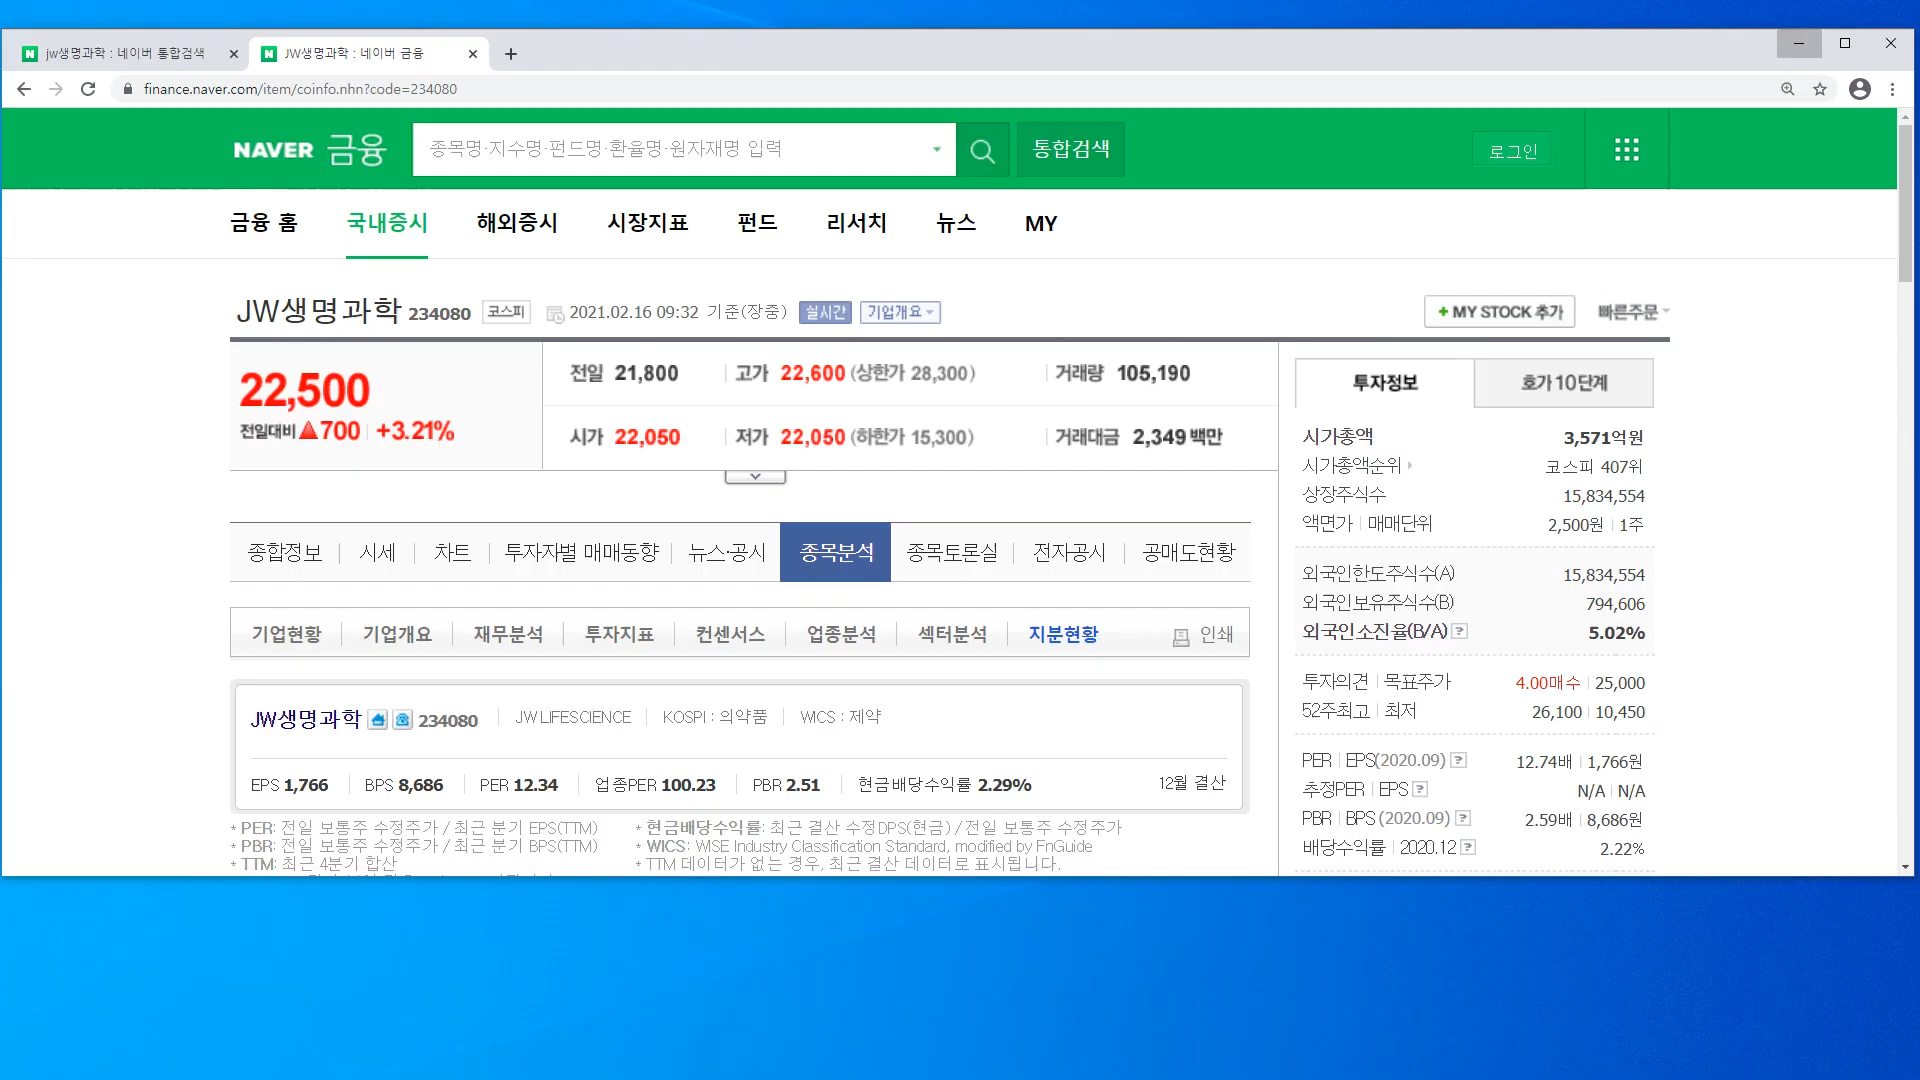 jw생명과학 : 네이버 통합검색
JW생명과학 : 네이버 금융
finance.naver.com/item/coinfo.nhn?code=234080
NAVER 금융
종목명·지수명·펀드명·환율명·원자재명 입력
통합검색
로그인
금융 홈 국내증시 해외증시 시장지표 펀드 리서치 뉴스 MY
JW생명과학 234080 코스피 2021.02.16 09:32 기준(장중) 실시간 기업개요
+ MY STOCK 추가 빠른주문
22,500
전일대비 ▲700 +3.21%
전일 21,800 고가 22,600 (상한가 28,300) 거래량 105,190
시가 22,050 저가 22,050 (하한가 15,300) 거래대금 2,349 백만
종합정보 시세 차트 투자자별 매매동향 뉴스·공시 종목분석 종목토론실 전자공시 공매도현황
기업현황 기업개요 재무분석 투자지표 컨센서스 업종분석 섹터분석 지분현황 인쇄
JW생명과학 234080 JW LIFESCIENCE KOSPI : 의약품 WICS : 제약
EPS 1,766 BPS 8,686 PER 12.34 업종PER 100.23 PBR 2.51 현금배당수익률 2.29% 12월 결산
* PER: 전일 보통주 수정주가 / 최근 분기 EPS(TTM)
* PBR: 전일 보통주 수정주가 / 최근 분기 BPS(TTM)
* TTM: 최근 4분기 합산
* 현금배당수익률: 최근 결산 수정DPS(현금) / 전일 보통주 수정주가
* WICS: WISE Industry Classification Standard, modified by FnGuide
* TTM 데이터가 없는 경우, 최근 결산 데이터로 표시됩니다.
투자정보 호가 10단계
시가총액 3,571억원
시가총액순위 코스피 407위
상장주식수 15,834,554
액면가 | 매매단위 2,500원 | 1주
외국인한도주식수(A) 15,834,554
외국인보유주식수(B) 794,606
외국인소진율(B/A) ? 5.02%
투자의견 | 목표주가 4.00매수 | 25,000
52주최고 | 최저 26,100 | 10,450
PER | EPS(2020.09) ? 12.74배 | 1,766원
추정PER | EPS ? N/A | N/A
PBR | BPS (2020.09) ? 2.59배 | 8,686원
배당수익률 | 2020.12 ? 2.22%